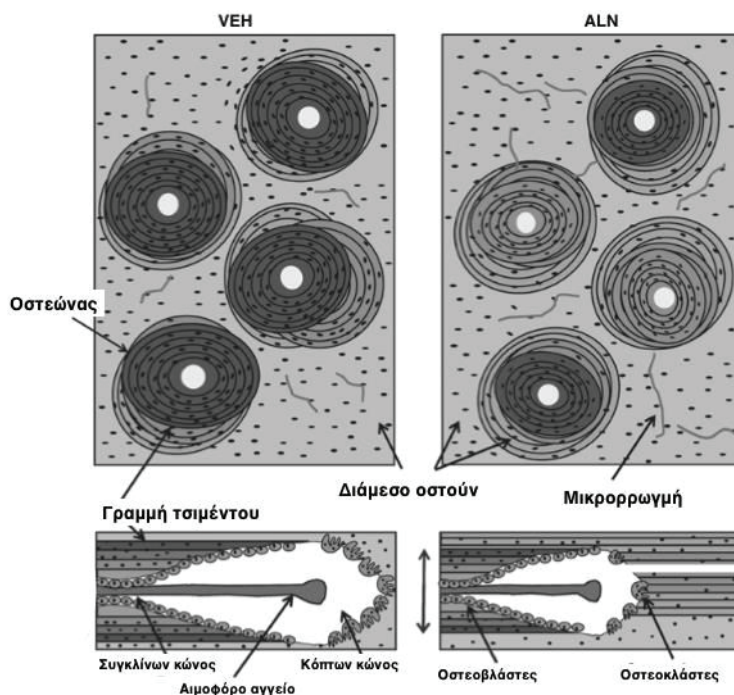 VEH
ALN
Οστεώνας
Διάμεσο οστούν
Μικρορρωγμή
Γραμμή τσιμέντου
Συγκλίνων κώνος
Κόπτων κώνος
Αιμοφόρο αγγείο
Οστεοβλάστες
Οστεοκλάστες